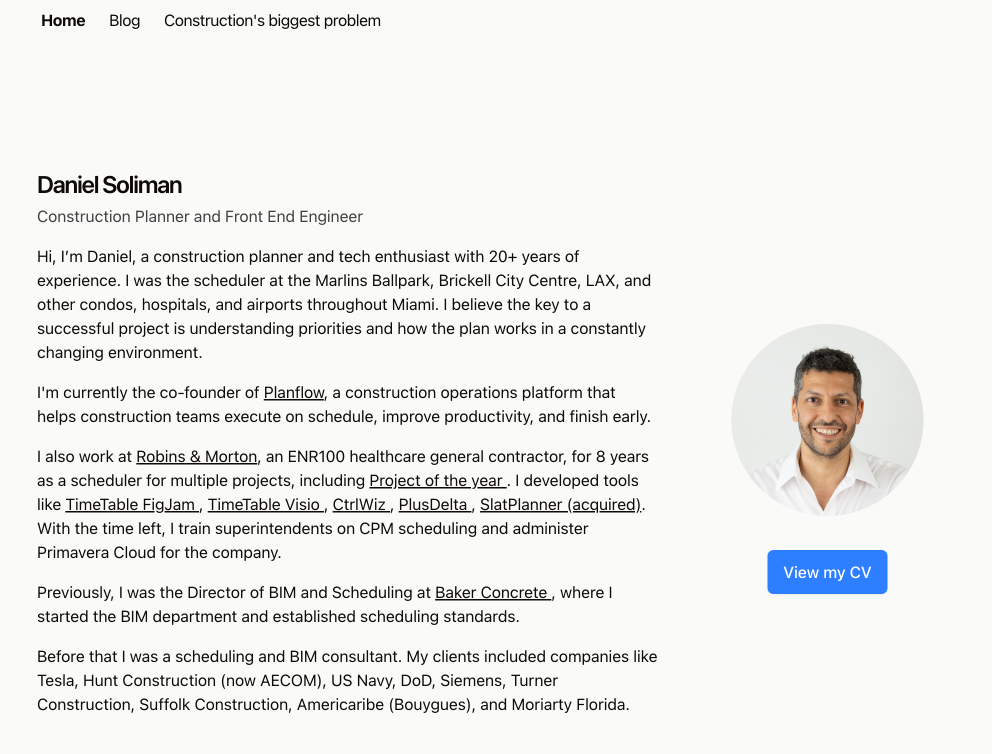 Home Blog Construction's biggest problem
Daniel Soliman
Construction Planner and Front End Engineer
Hi, I’m Daniel, a construction planner and tech enthusiast with 20+ years of
experience. I was the scheduler at the Marlins Ballpark, Brickell City Centre, LAX, and
other condos, hospitals, and airports throughout Miami. I believe the key to a
successful project is understanding priorities and how the plan works in a constantly
changing environment.
I'm currently the co-founder of Planflow, a construction operations platform that
helps construction teams execute on schedule, improve productivity, and finish early.
I also work at Robins & Morton, an ENR100 healthcare general contractor, for 8 years
as a scheduler for multiple projects, including Project of the year . I developed tools
like TimeTable FigJam , TimeTable Visio , CtrlWiz , PlusDelta , SlatPlanner (acquired).
With the time left, I train superintendents on CPM scheduling and administer
Primavera Cloud for the company.
View my CV
Previously, I was the Director of BIM and Scheduling at Baker Concrete , where I
started the BIM department and established scheduling standards.
Before that I was a scheduling and BIM consultant. My clients included companies like
Tesla, Hunt Construction (now AECOM), US Navy, DoD, Siemens, Turner
Construction, Suffolk Construction, Americaribe (Bouygues), and Moriarty Florida.